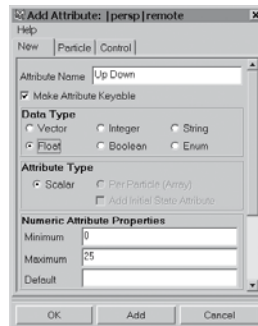 Add Attribute: |persp|remote
Help
New Particle Control
Attribute Name Up Down
Make Attribute Keyable
Data Type
Vector Integer String
Float Boolean Enum
Attribute Type
Scalar Per Particle (Array)
Add Initial State Attribute
Numeric Attribute Properties
Minimum 0
Maximum 25
Default
OK Add Cancel